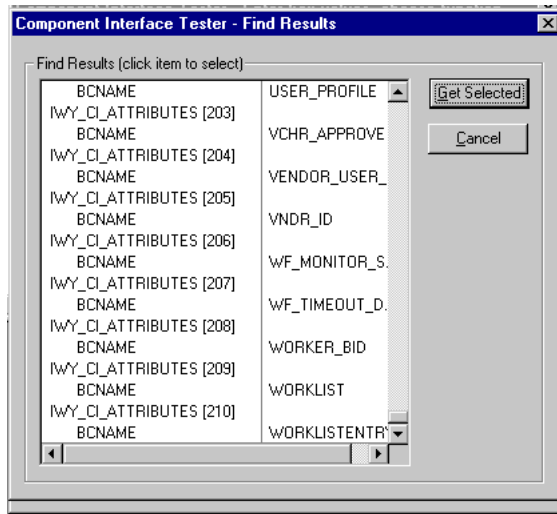 Component Interface Tester - Find Results
Find Results (click item to select)
BCNAME USER_PROFILE
IWY_CI_ATTRIBUTES [203]
BCNAME VCHR_APPROVE
IWY_CI_ATTRIBUTES [204]
BCNAME VENDOR_USER_
IWY_CI_ATTRIBUTES [205]
BCNAME VNDR_ID
IWY_CI_ATTRIBUTES [206]
BCNAME WF_MONITOR_S.
IWY_CI_ATTRIBUTES [207]
BCNAME WF_TIMEOUT_D.
IWY_CI_ATTRIBUTES [208]
BCNAME WORKER_BID
IWY_CI_ATTRIBUTES [209]
BCNAME WORKLIST
IWY_CI_ATTRIBUTES [210]
BCNAME WORKLISTENTRY
Get Selected
Cancel